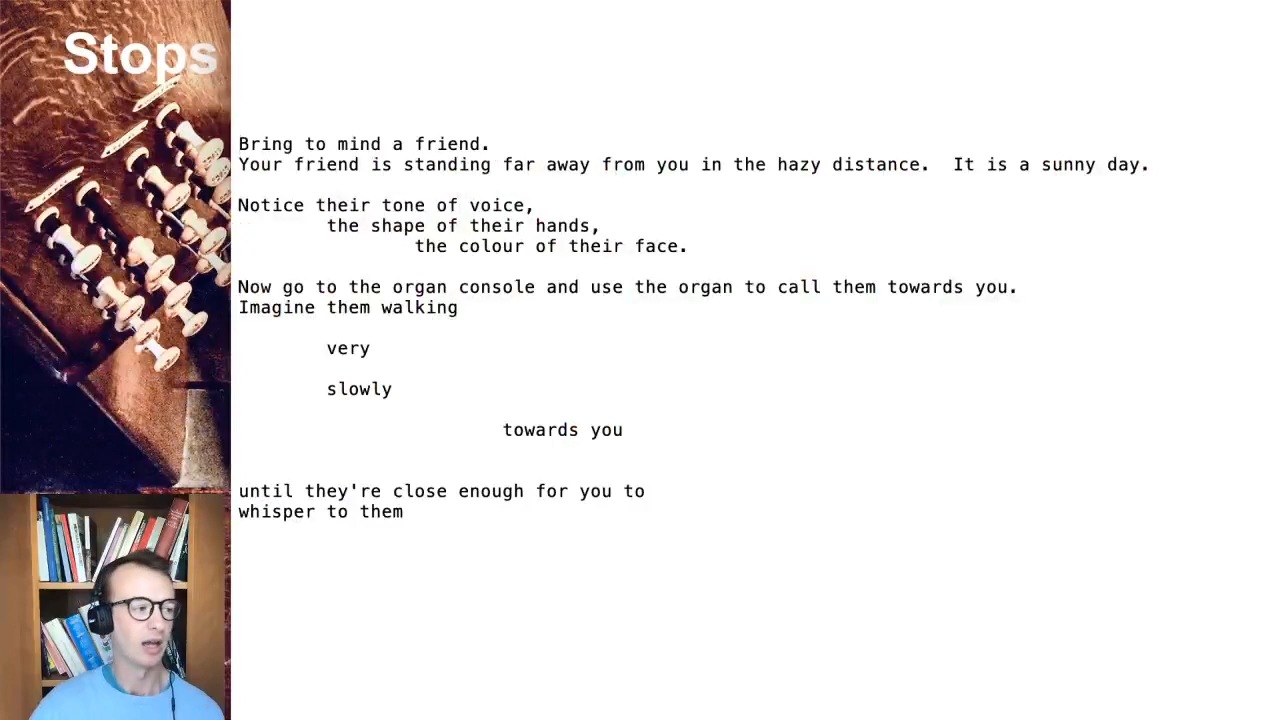 Stops
Bring to mind a friend.
Your friend is standing far away from you in the hazy distance.  It is a sunny day.
Notice their tone of voice,
the shape of their hands,
the colour of their face.
Now go to the organ console and use the organ to call them towards you.
Imagine them walking
very
slowly
towards you
until they're close enough for you to
whisper to them